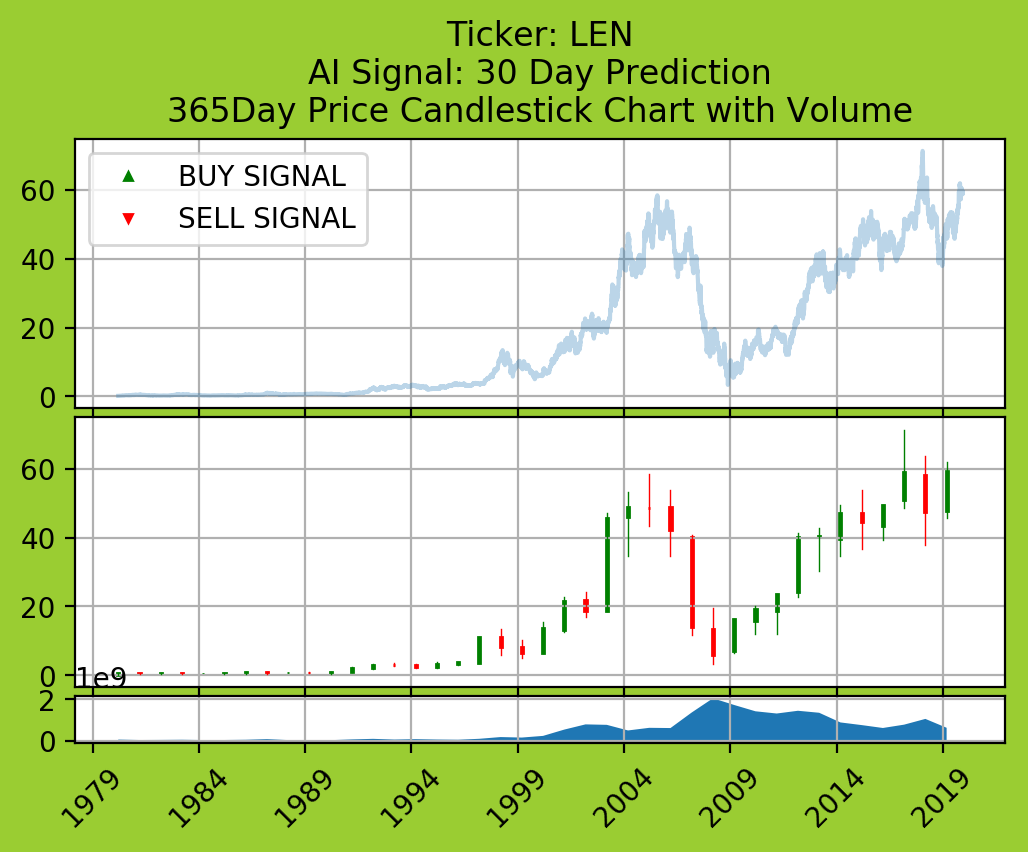 Ticker: LEN
AI Signal: 30 Day Prediction
365Day Price Candlestick Chart with Volume
BUY SIGNAL
SELL SIGNAL
60
40
20
0
60
40
20
0
1e9
2
0
1979 1984 1989 1994 1999 2004 2009 2014 2019